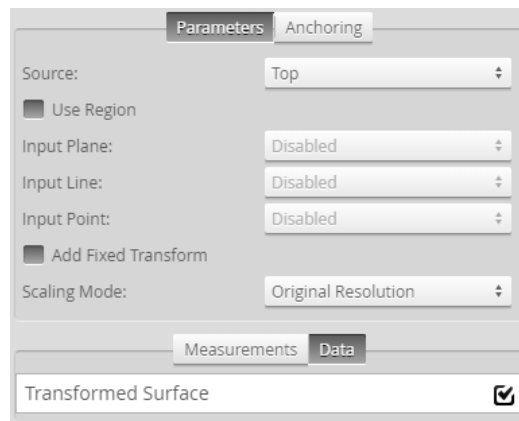 Parameters Anchoring
Source: Top
Use Region
Input Plane: Disabled
Input Line: Disabled
Input Point: Disabled
Add Fixed Transform
Scaling Mode: Original Resolution
Measurements Data
Transformed Surface